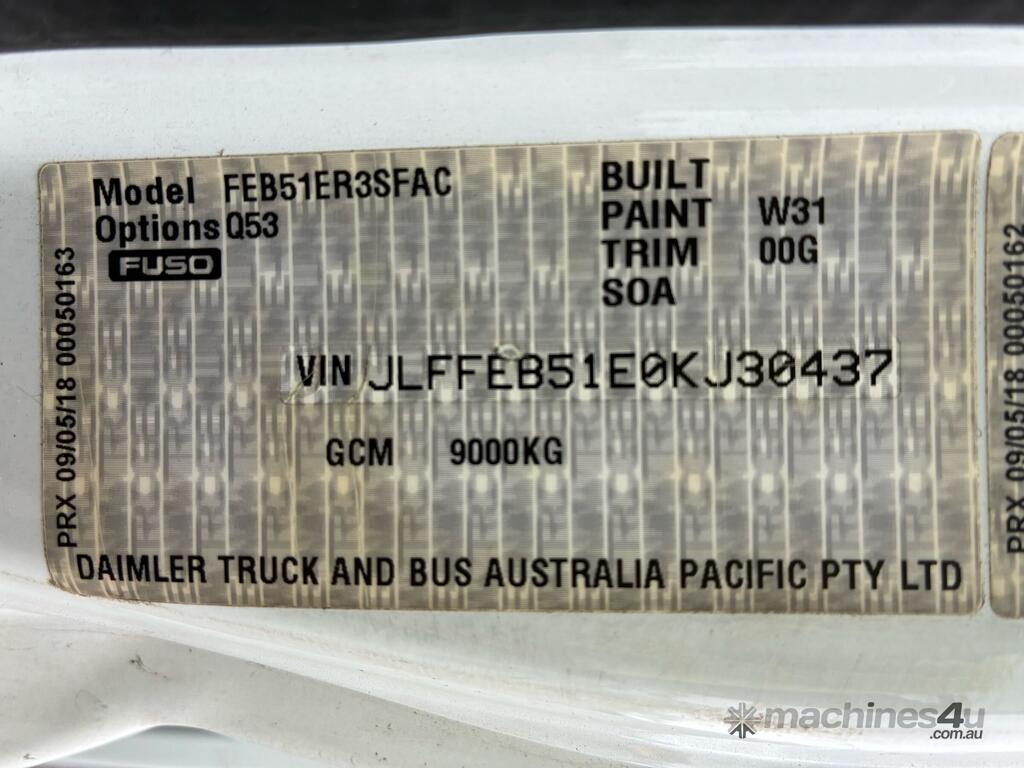 Model FEB51ER3SFAC
Options Q53
FUSO
BUILT
PAINT W31
TRIM 00G
SOA
VIN JLFFEB51E0KJ30437
GCM 9000KG
DAIMLER TRUCK AND BUS AUSTRALIA PACIFIC PTY LTD
PRX 09/05/18 00050163
PRX 09/05/18 00050162
machines4u
.com.au